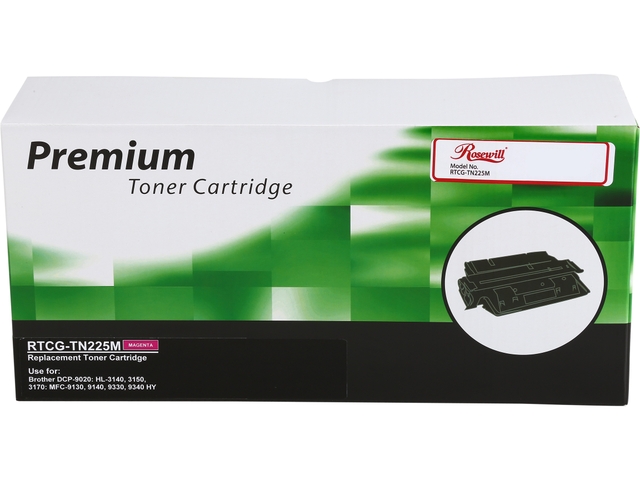 Premium
Toner Cartridge
Rosewill
Model No.
RTCG-TN225M
RTCG-TN225M MAGENTA
Replacement Toner Cartridge
Use for:
Brother DCP-9020: HL-3140, 3150,
3170: MFC-9130, 9140, 9330, 9340 HY